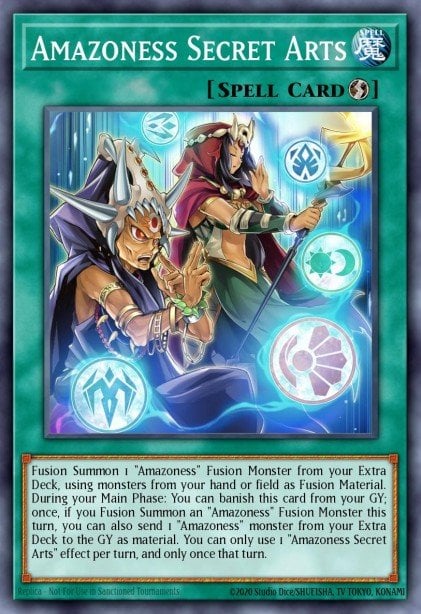 AMAZONESS SECRET ARTS
SPELL
魔
[SPELL CARD]
Fusion Summon 1 "Amazoness" Fusion Monster from your Extra
Deck, using monsters from your hand or field as Fusion Material.
During your Main Phase: You can banish this card from your GY;
once, if you Fusion Summon an "Amazoness" Fusion Monster this
turn, you can also send 1 "Amazoness" monster from your Extra
Deck to the GY as material. You can only use 1 "Amazoness Secret
Arts" effect per turn, and only once that turn.
Replica - Not For Use in Sanctioned Tournaments
©2020 Studio Dice/SHUEISHA, TV TOKYO, KONAMI